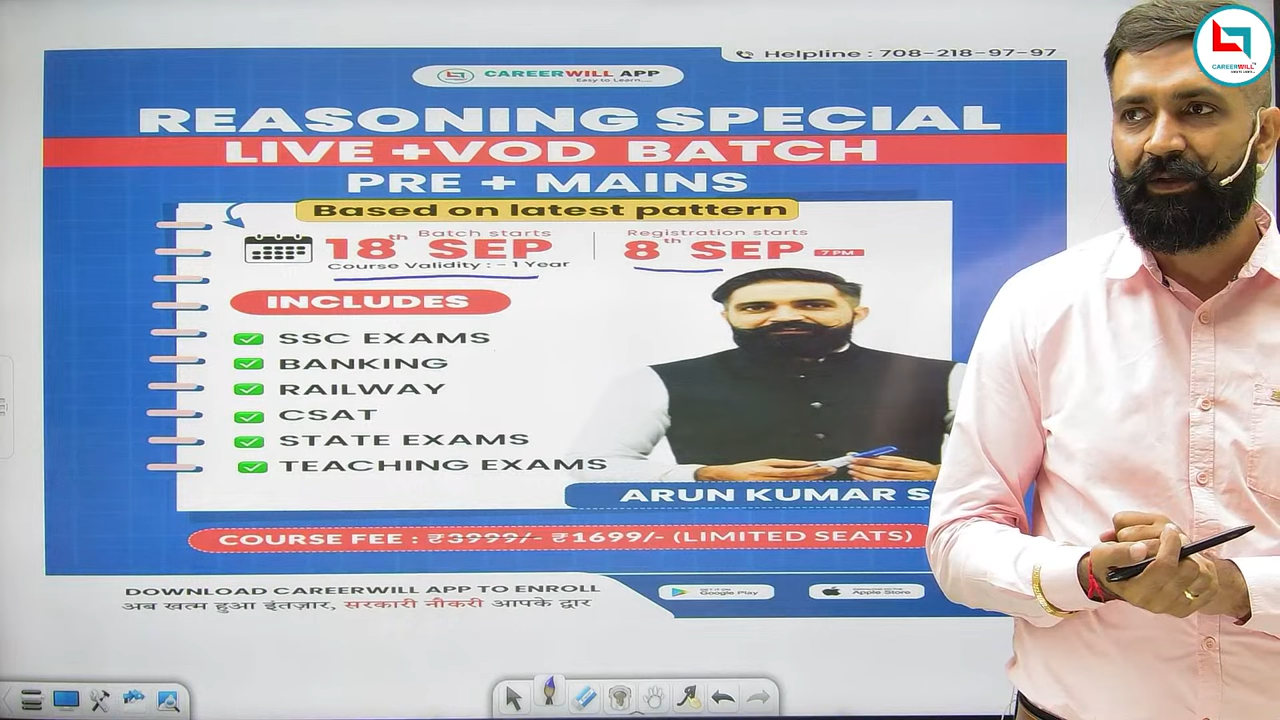 Helpline : 708-218-97-97
CAREERWILL APP
Easy to Learn....
REASONING SPECIAL
LIVE +VOD BATCH
PRE + MAINS
Based on latest pattern
Batch starts
18th SEP
Course Validity : - 1 Year
Registration starts
8th SEP 7 PM
INCLUDES
SSC EXAMS
BANKING
RAILWAY
CSAT
STATE EXAMS
TEACHING EXAMS
ARUN KUMAR S
COURSE FEE : ₹3999/- ₹1699/- (LIMITED SEATS)
DOWNLOAD CAREERWILL APP TO ENROLL
अब खत्म हुआ ईतज़ार, सरकारी नौकरी आपके द्वार
Google Play
Apple Store
CAREERWILL